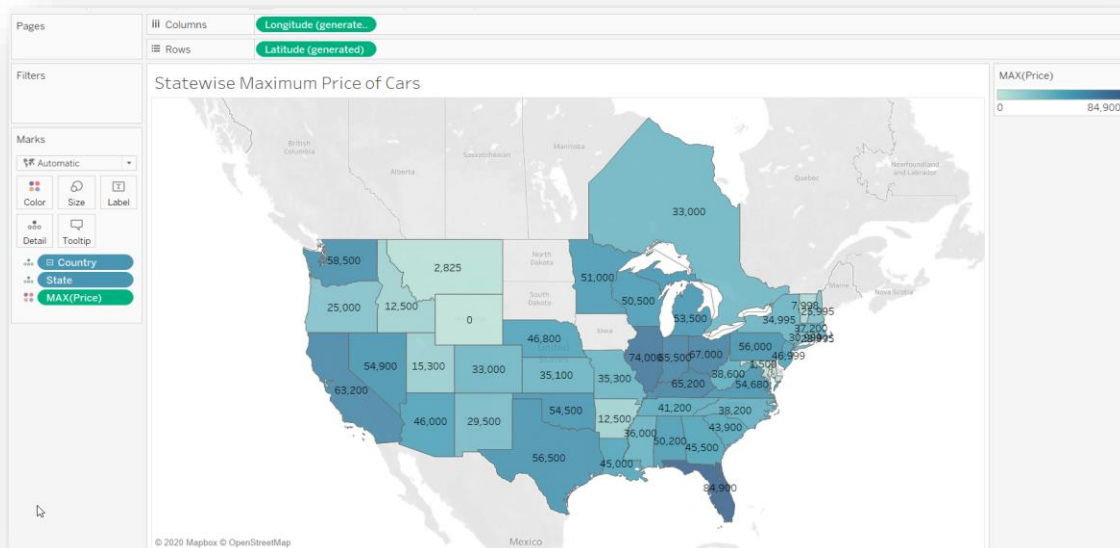 Pages
Columns
Longitude (generate..
Rows
Latitude (generated)
Filters
Statewise Maximum Price of Cars
MAX(Price)
0
84,900
Marks
Automatic
Color
Size
Label
Detail
Tooltip
Country
State
MAX(Price)
British
Columbia
Alberta
Saskatchewan
Manitoba
Quebec
Newfoundland
and Labrador
33,000
58,500
2,825
North
Dakota
51,000
Maine
Nova Scotia
25,000
12,500
0
South
Dakota
50,500
53,500
34,995
7,998
37,200
54,900
15,300
33,000
46,800
Iowa
74,000
65,500
67,000
56,000
46,999
United
35,100
35,300
65,200
38,600
54,680
63,200
46,000
29,500
54,500
12,500
41,200
38,200
43,900
56,500
45,000
36,000
50,200
45,500
84,900
Mexico
© 2020 Mapbox © OpenStreetMap